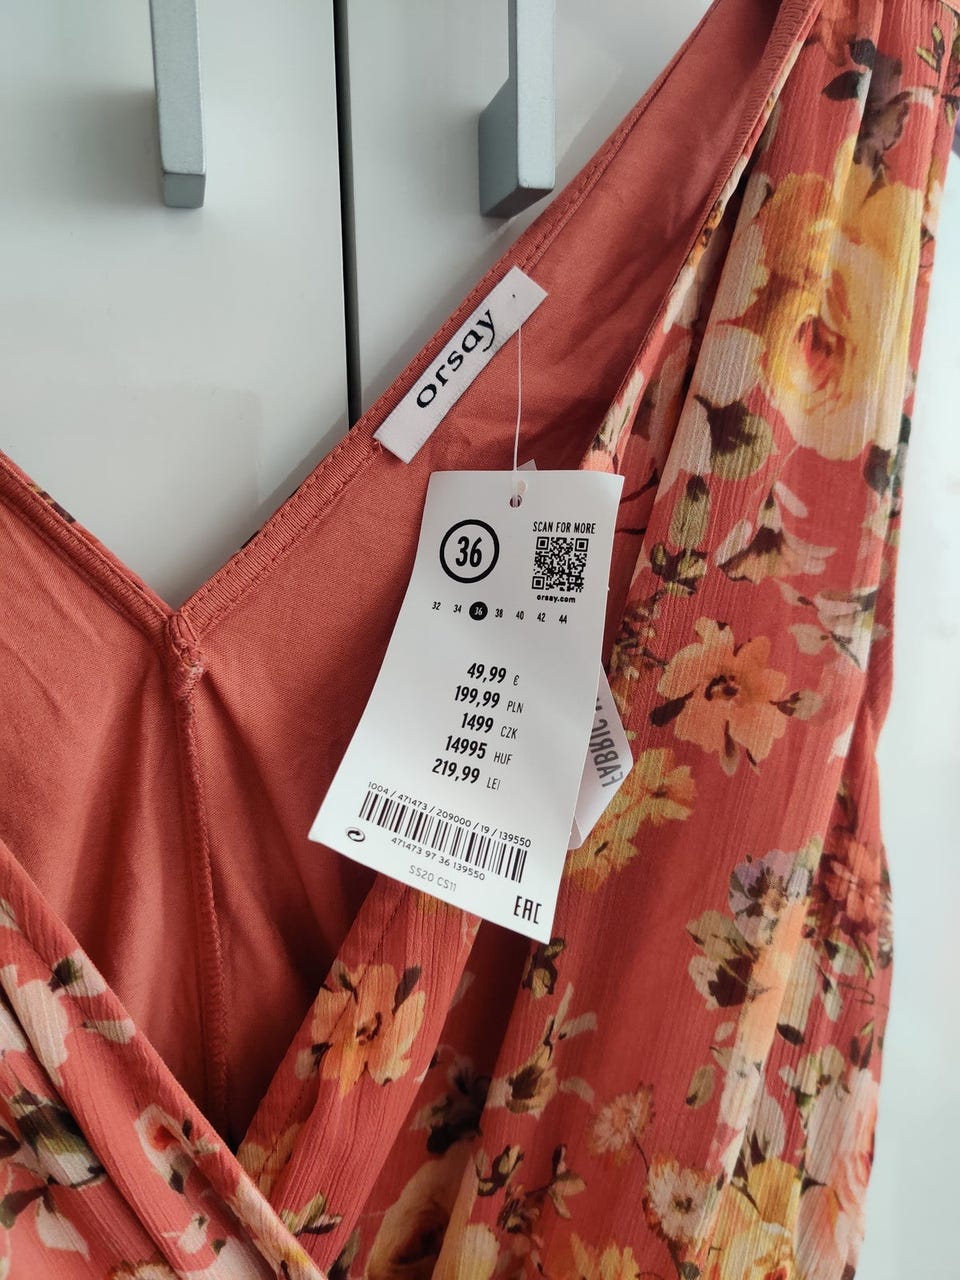 orsay
36
SCAN FOR MORE
orsay.com
32 34 36 38 40 42 44
49,99 €
199,99 PLN
1499 CZK
14995 HUF
219,99 LEI
1004 / 471473 / 209000 / 19 / 139550
471473 97 36 139550
SS20 CS11
EAC
FABRIC